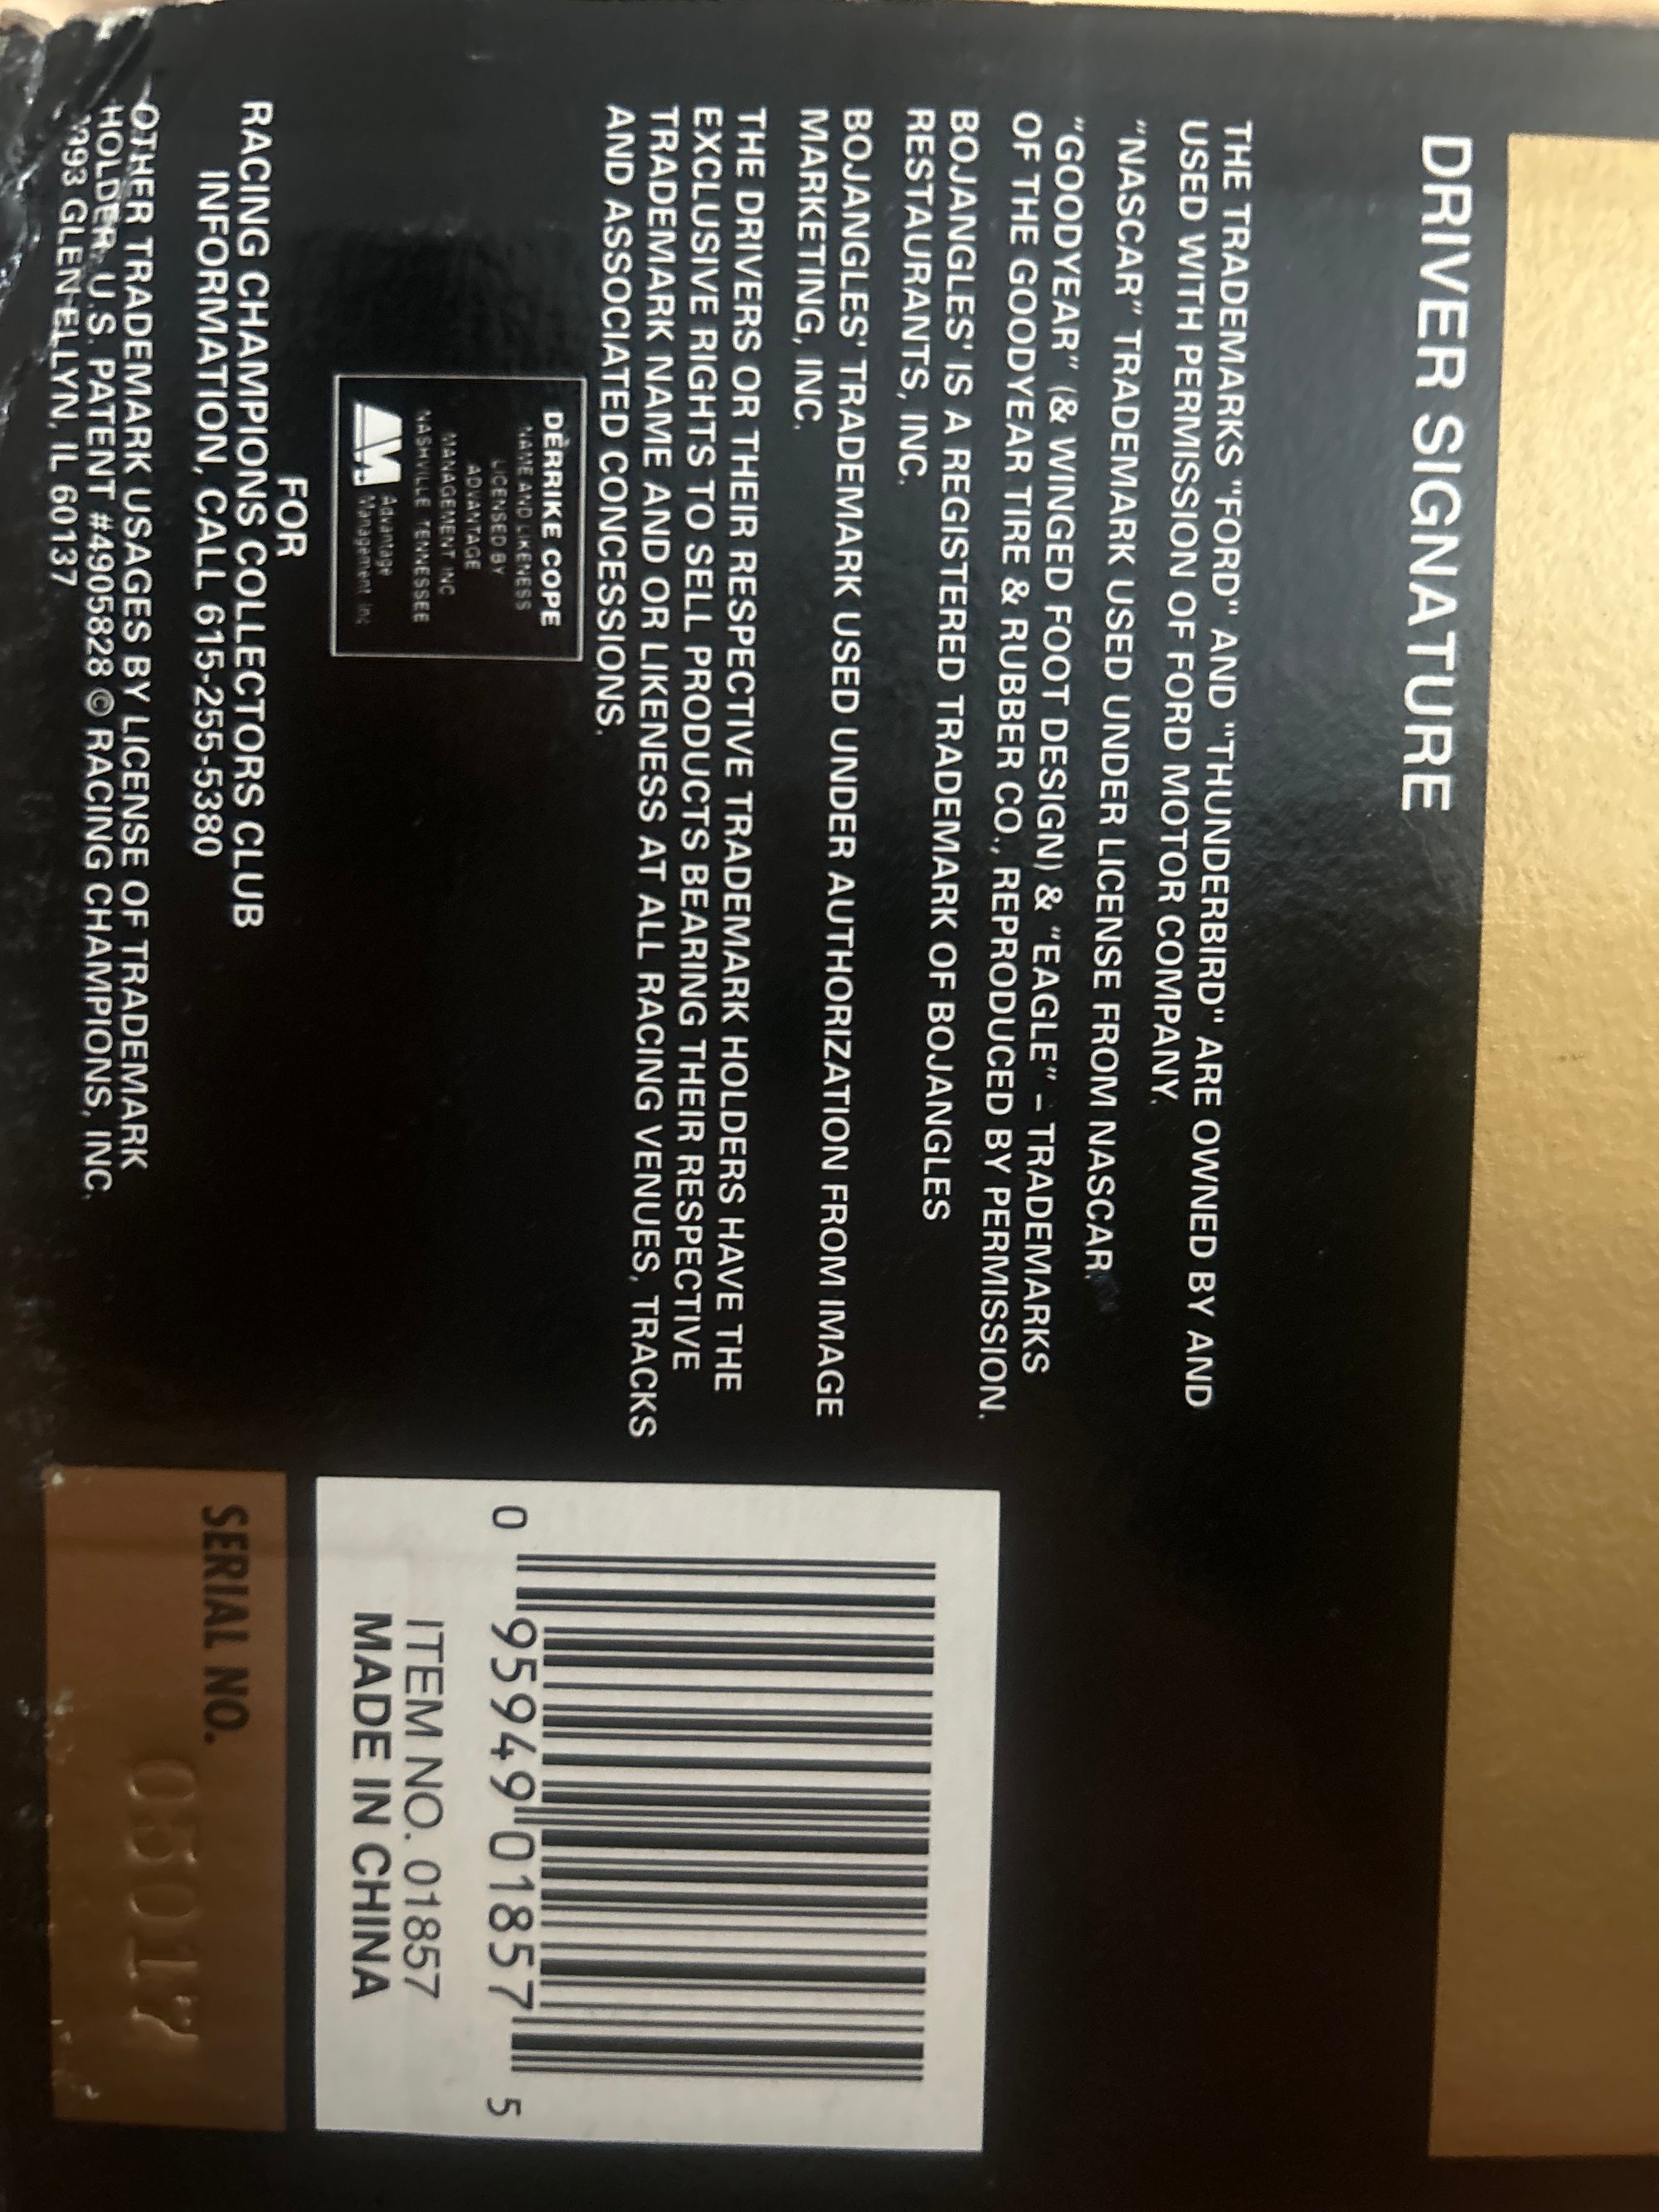 DRIVER SIGNATURE
THE TRADEMARKS "FORD" AND "THUNDERBIRD" ARE OWNED BY AND
USED WITH PERMISSION OF FORD MOTOR COMPANY.
"NASCAR" TRADEMARK USED UNDER LICENSE FROM NASCAR.
"GOODYEAR" (& WINGED FOOT DESIGN) & "EAGLE" – TRADEMARKS
OF THE GOODYEAR TIRE & RUBBER CO., REPRODUCED BY PERMISSION.
BOJANGLES' IS A REGISTERED TRADEMARK OF BOJANGLES
RESTAURANTS, INC.
BOJANGLES' TRADEMARK USED UNDER AUTHORIZATION FROM IMAGE
MARKETING, INC.
THE DRIVERS OR THEIR RESPECTIVE TRADEMARK HOLDERS HAVE THE
EXCLUSIVE RIGHTS TO SELL PRODUCTS BEARING THEIR RESPECTIVE
TRADEMARK NAME AND OR LIKENESS AT ALL RACING VENUES, TRACKS
AND ASSOCIATED CONCESSIONS.
DERRIKE COPE
NAME AND LIKENESS
LICENSED BY
ADVANTAGE
MANAGEMENT INC
NASHVILLE TENNESSEE
AM Advantage
Management Inc
FOR
RACING CHAMPIONS COLLECTORS CLUB
INFORMATION, CALL 615-255-5380
OTHER TRADEMARK USAGES BY LICENSE OF TRADEMARK
HOLDER, U.S. PATENT #4905828 © RACING CHAMPIONS, INC.
1993 GLEN ELLYN, IL 60137
0 95949 01857 5
ITEM NO. 01857
MADE IN CHINA
SERIAL NO.
05017